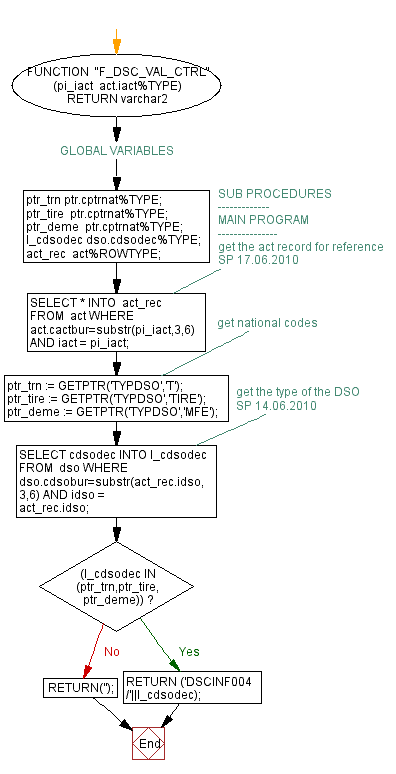 FUNCTION "F_DSC_VAL_CTRL"
(pi_iact act.iact%TYPE)
RETURN varchar2
GLOBAL VARIABLES
ptr_trn ptr.cptrnat%TYPE;
ptr_tire ptr.cptrnat%TYPE;
ptr_deme ptr.cptrnat%TYPE;
l_cdsodec dso.cdsodec%TYPE;
act_rec act%ROWTYPE;
SUB PROCEDURES
--------------
MAIN PROGRAM
----------------
get the act record for reference
SP 17.06.2010
SELECT * INTO act_rec
FROM act WHERE
act.cactbur=substr(pi_iact,3,6)
AND iact = pi_iact;
get national codes
ptr_trn := GETPTR('TYPDSO','T');
ptr_tire := GETPTR('TYPDSO','TIRE');
ptr_deme := GETPTR('TYPDSO','MFE');
get the type of the DSO
SP 14.06.2010
SELECT cdsodec INTO l_cdsodec
FROM dso WHERE
dso.cdsobur=substr(act_rec.idso,
3,6) AND idso =
act_rec.idso;
(l_cdsodec IN
(ptr_trn,ptr_tire,
ptr_deme)) ?
No
Yes
RETURN('');
RETURN ('DSCINF004
/'||l_cdsodec);
End